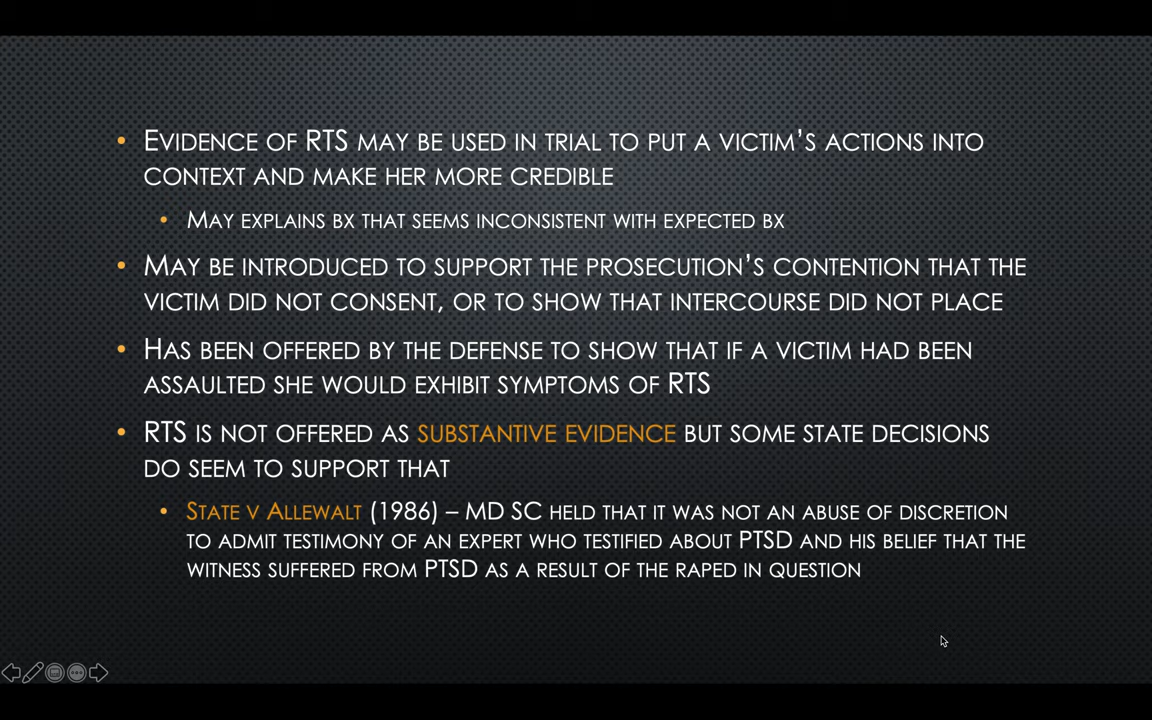 • Evidence of RTS may be used in trial to put a victim’s actions into
context and make her more credible
• May explains bx that seems inconsistent with expected bx
• May be introduced to support the prosecution’s contention that the
victim did not consent, or to show that intercourse did not place
• Has been offered by the defense to show that if a victim had been
assaulted she would exhibit symptoms of RTS
• RTS is not offered as substantive evidence but some state decisions
do seem to support that
• State v Allewalt (1986) – MD SC held that it was not an abuse of discretion
to admit testimony of an expert who testified about PTSD and his belief that the
witness suffered from PTSD as a result of the raped in question